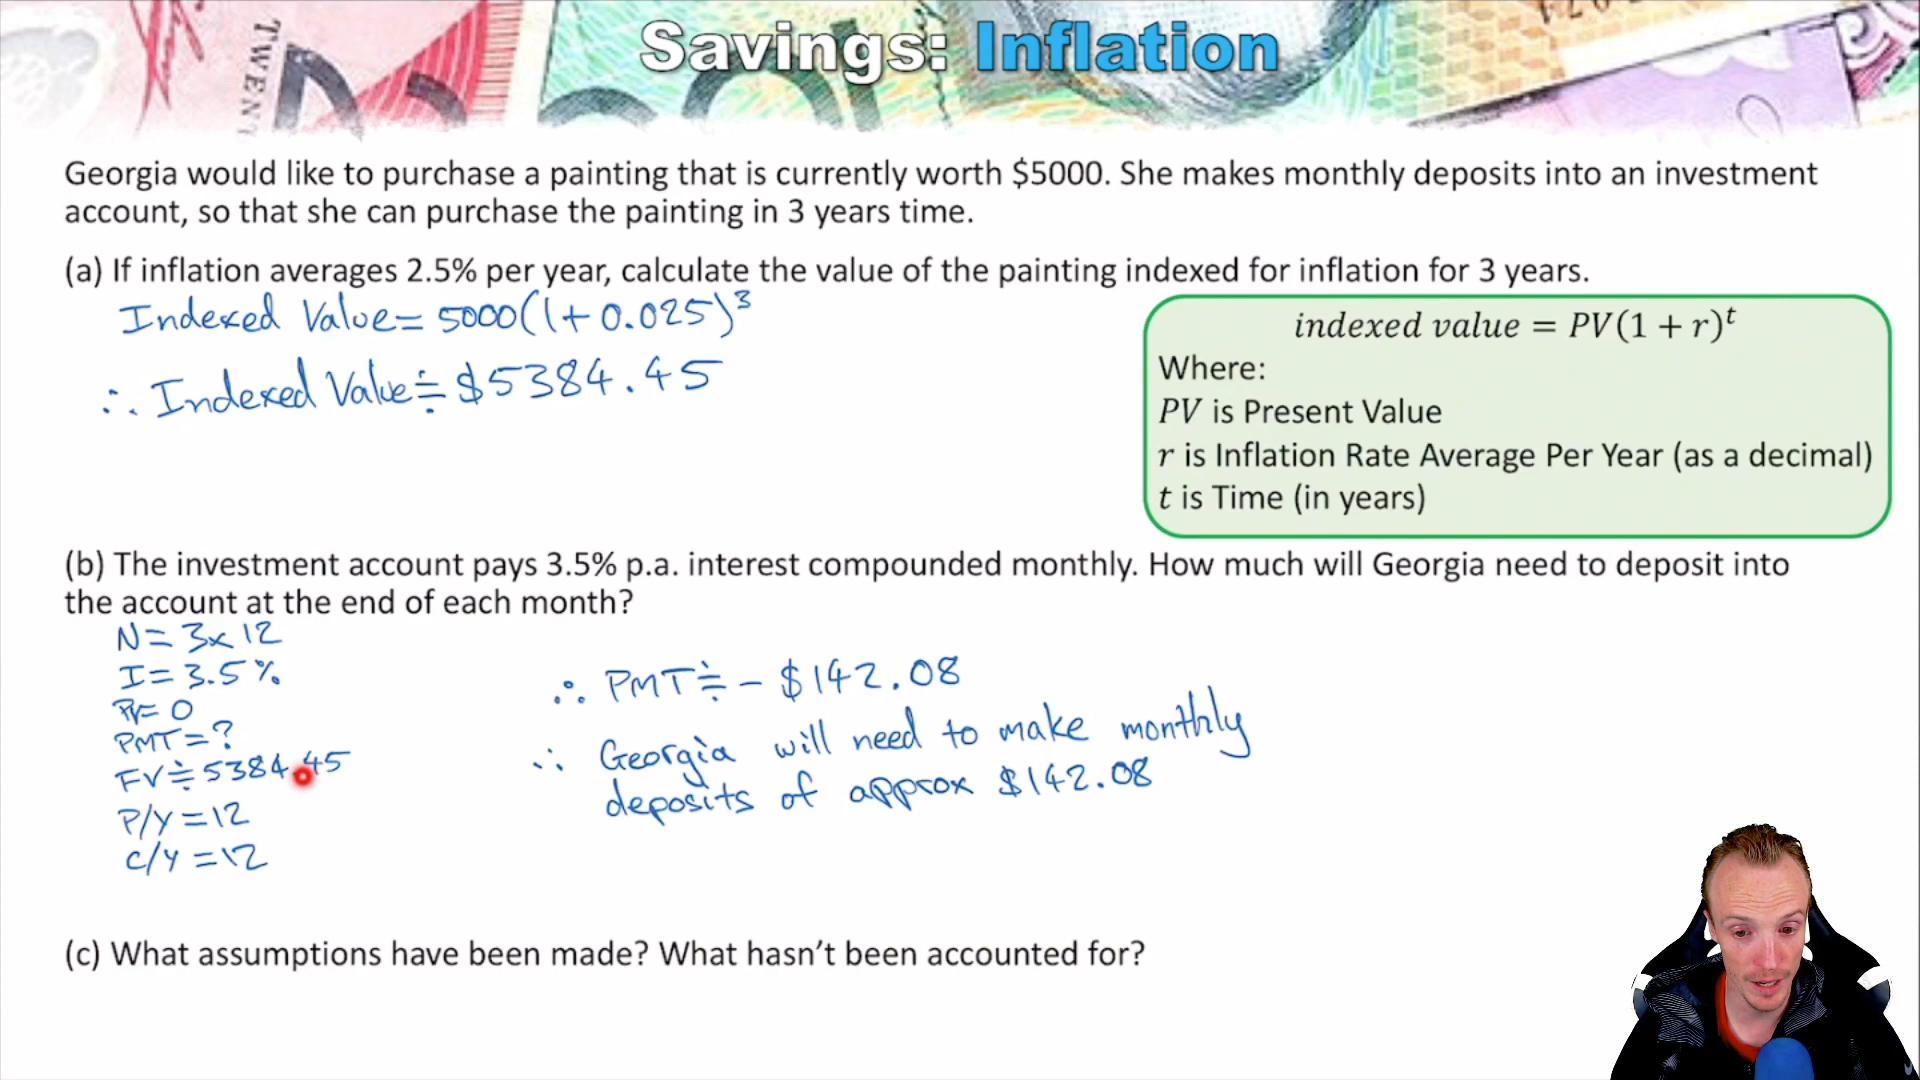 TWENT
Savings: Inflation
Georgia would like to purchase a painting that is currently worth $5000. She makes monthly deposits into an investment
account, so that she can purchase the painting in 3 years time.
(a) If inflation averages 2.5% per year, calculate the value of the painting indexed for inflation for 3 years.
Indexed Value = 5000(1+0.025)³
∴ Indexed Value ≑ $5384.45
indexed value = PV(1 + r)ᵗ
Where:
PV is Present Value
r is Inflation Rate Average Per Year (as a decimal)
t is Time (in years)
(b) The investment account pays 3.5% p.a. interest compounded monthly. How much will Georgia need to deposit into
the account at the end of each month?
N = 3x12
I = 3.5%
PV = 0
PMT = ?
FV ≑ 5384.45
P/Y = 12
C/Y = 12
∴ PMT ≑ - $142.08
∴ Georgia will need to make monthly
deposits of approx $142.08
(c) What assumptions have been made? What hasn't been accounted for?